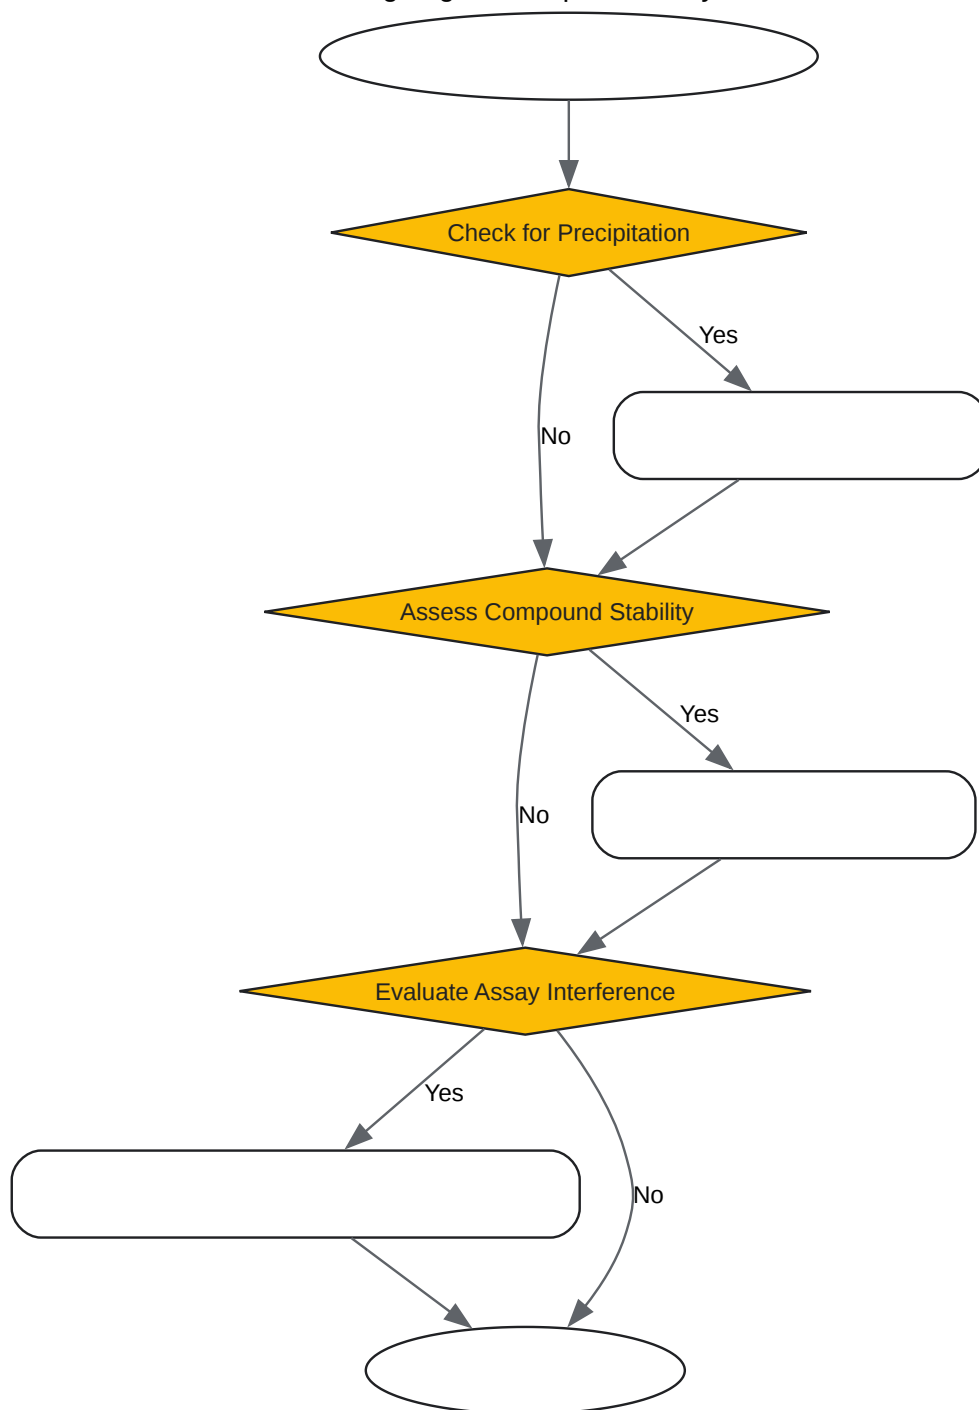 Check for Precipitation
Yes
No
Assess Compound Stability
Yes
No
Evaluate Assay Interference
Yes
No